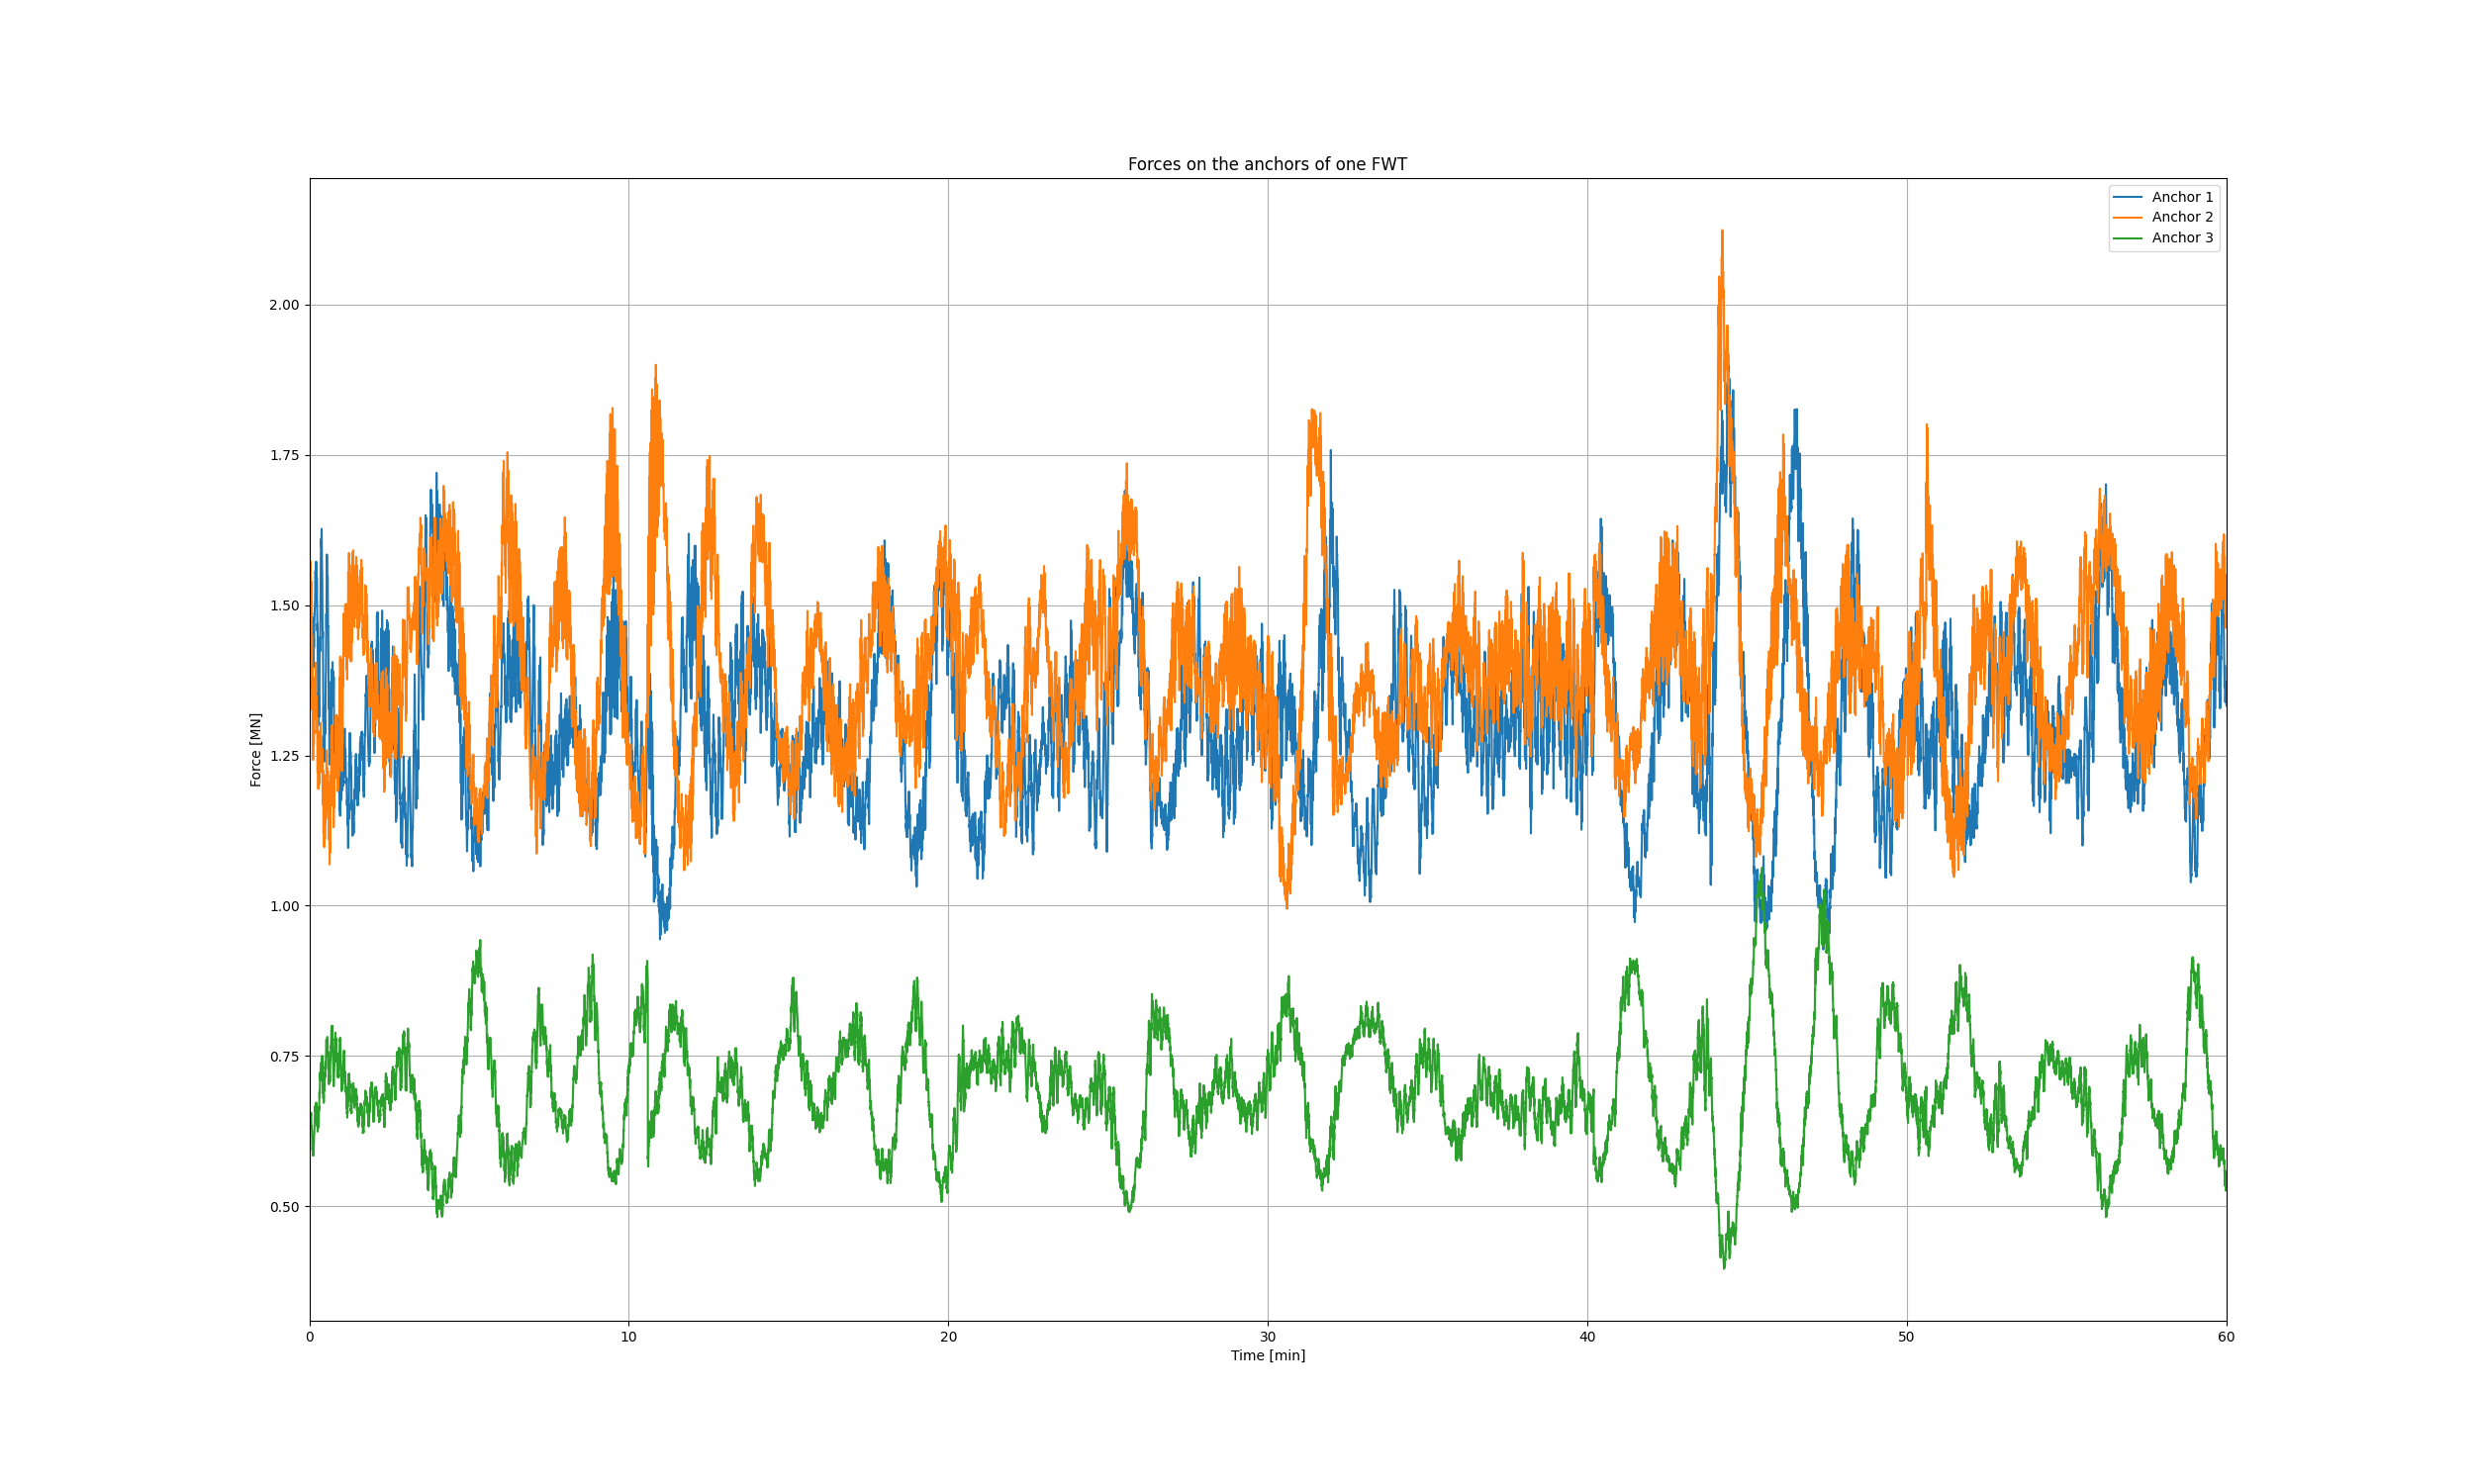 Forces on the anchors of one FWT
Anchor 1
Anchor 2
Anchor 3
Force [MN]
2.00
1.75
1.50
1.25
1.00
0.75
0.50
0 10 20 30 40 50 60
Time [min]